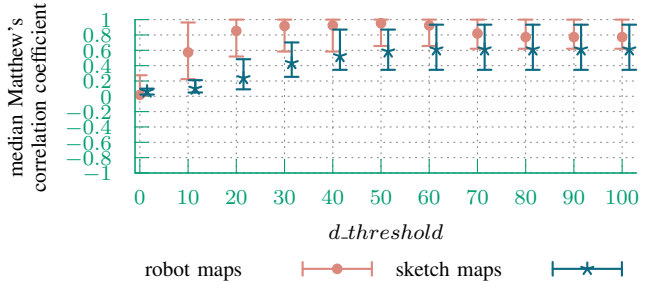 median Matthew's
correlation coefficient
1
0.8
0.6
0.4
0.2
0
−0.2
−0.4
−0.6
−0.8
−1
0 10 20 30 40 50 60 70 80 90 100
d_threshold
robot maps sketch maps